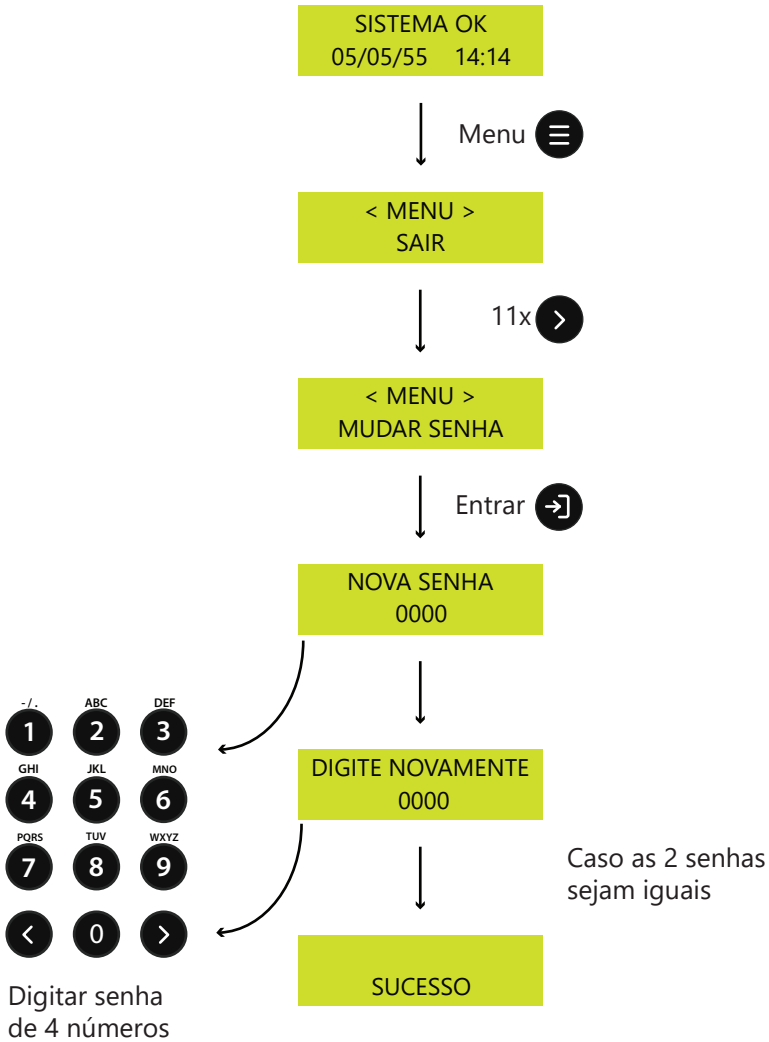 SISTEMA OK
05/05/55 14:14
Menu
< MENU >
SAIR
11x
< MENU >
MUDAR SENHA
Entrar
NOVA SENHA
0000
-/. ABC DEF
1 2 3
GHI JKL MNO
4 5 6
PQRS TUV WXYZ
7 8 9
< 0 >
Digitar senha
de 4 números
DIGITE NOVAMENTE
0000
Caso as 2 senhas
sejam iguais
SUCESSO